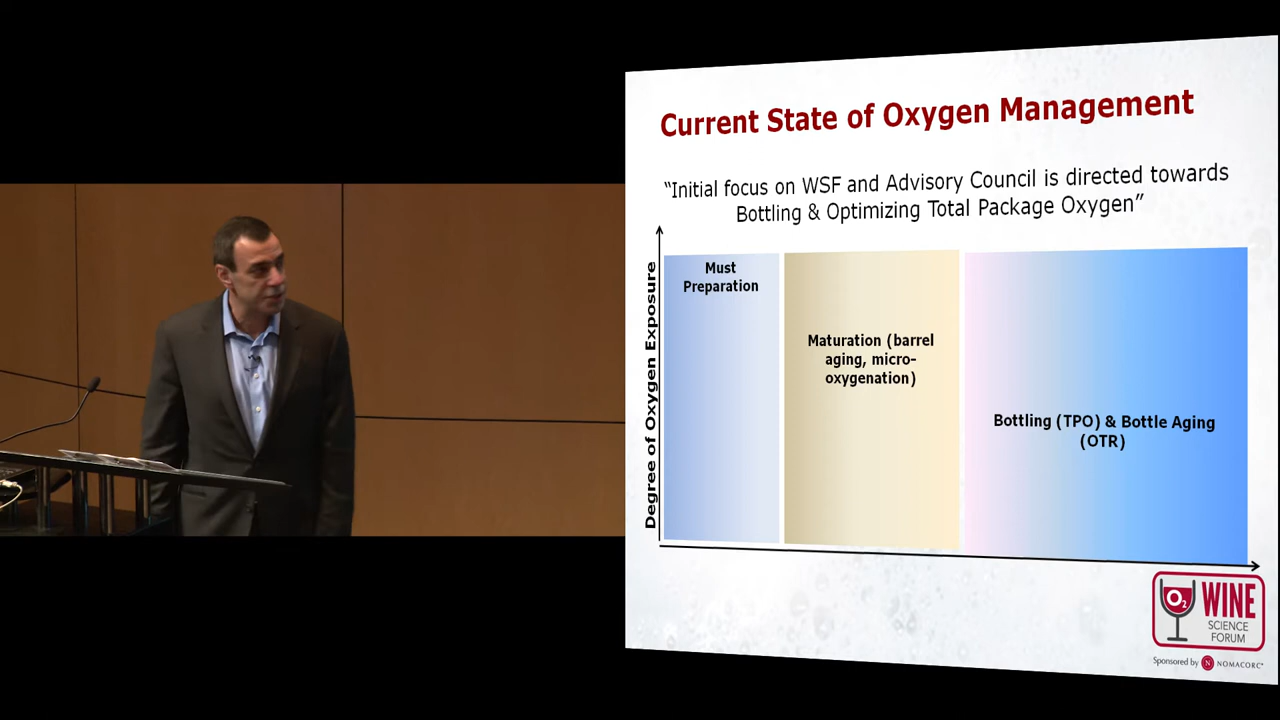 Current State of Oxygen Management
“Initial focus on WSF and Advisory Council is directed towards
Bottling & Optimizing Total Package Oxygen”
Degree of Oxygen Exposure
Must
Preparation
Maturation (barrel
aging, micro-
oxygenation)
Bottling (TPO) & Bottle Aging
(OTR)
O2
WINE
SCIENCE
FORUM
Sponsored by N NOMACORC